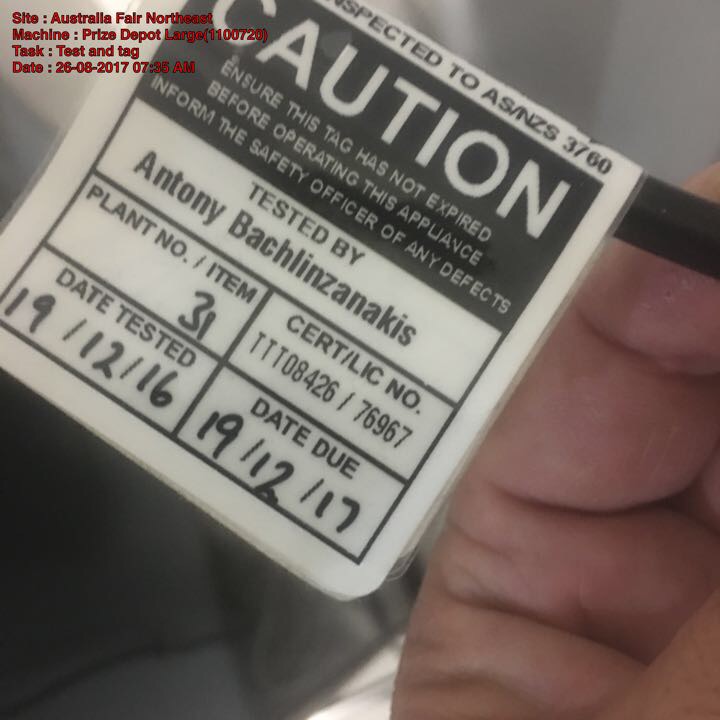 Site : Australia Fair Northeast
Machine : Prize Depot Large(1100720)
Task : Test and tag
Date : 26-08-2017 07:35 AM
INSPECTED TO AS/NZS 3760
CAUTION
ENSURE THIS TAG HAS NOT EXPIRED
BEFORE OPERATING THIS APPLIANCE
INFORM THE SAFETY OFFICER OF ANY DEFECTS
TESTED BY
Antony Bachlinzanakis
PLANT NO. / ITEM
31
CERT/LIC NO.
TTT08426 / 76967
DATE TESTED
19/12/16
DATE DUE
19/12/17